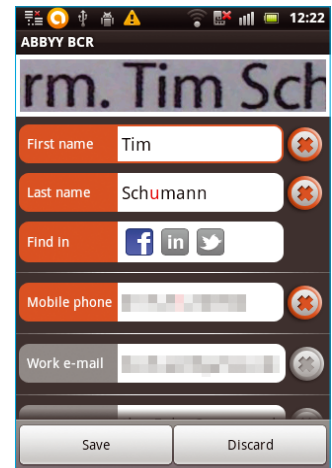 12:22
ABBYY BCR
rm. Tim Sch
First name Tim
Last name Schumann
Find in f in
Mobile phone
Work e-mail
Save Discard